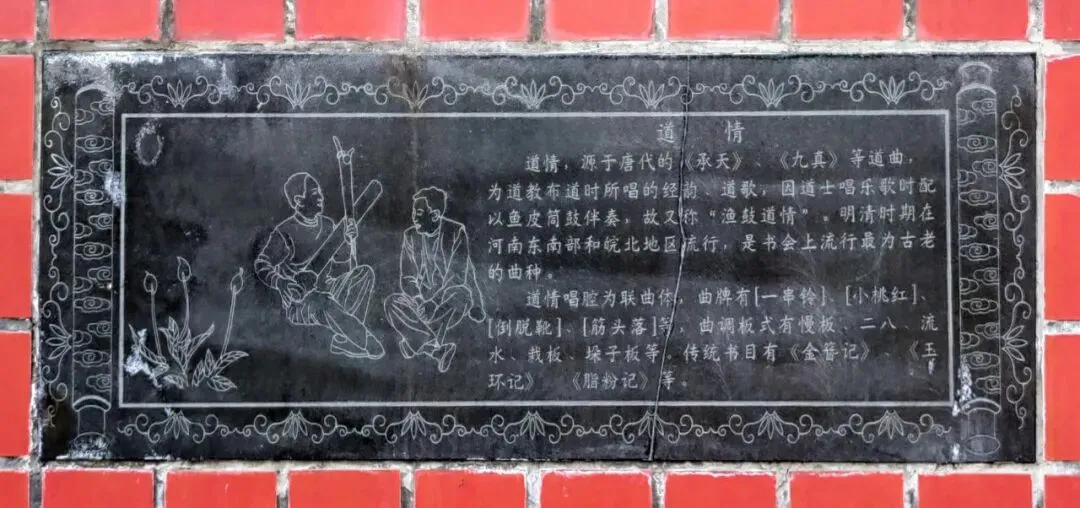 道 情
道情，源于唐代的《承天》、《九真》等道曲，
为道教布道时所唱的经韵、道歌，因道士唱乐歌时配
以鱼皮筒鼓伴奏，故又称“渔鼓道情”。明清时期在
河南东南部和皖北地区流行，是书会上流行最为古老
的曲种。
道情唱腔为联曲体，曲牌有[一串铃]、[小桃红]、
[倒脱靴]、[筋头落]等，曲调板式有慢板、二八、流
水、栽板、垛子板等。传统书目有《金簪记》、《玉
环记》 《脂粉记》等。